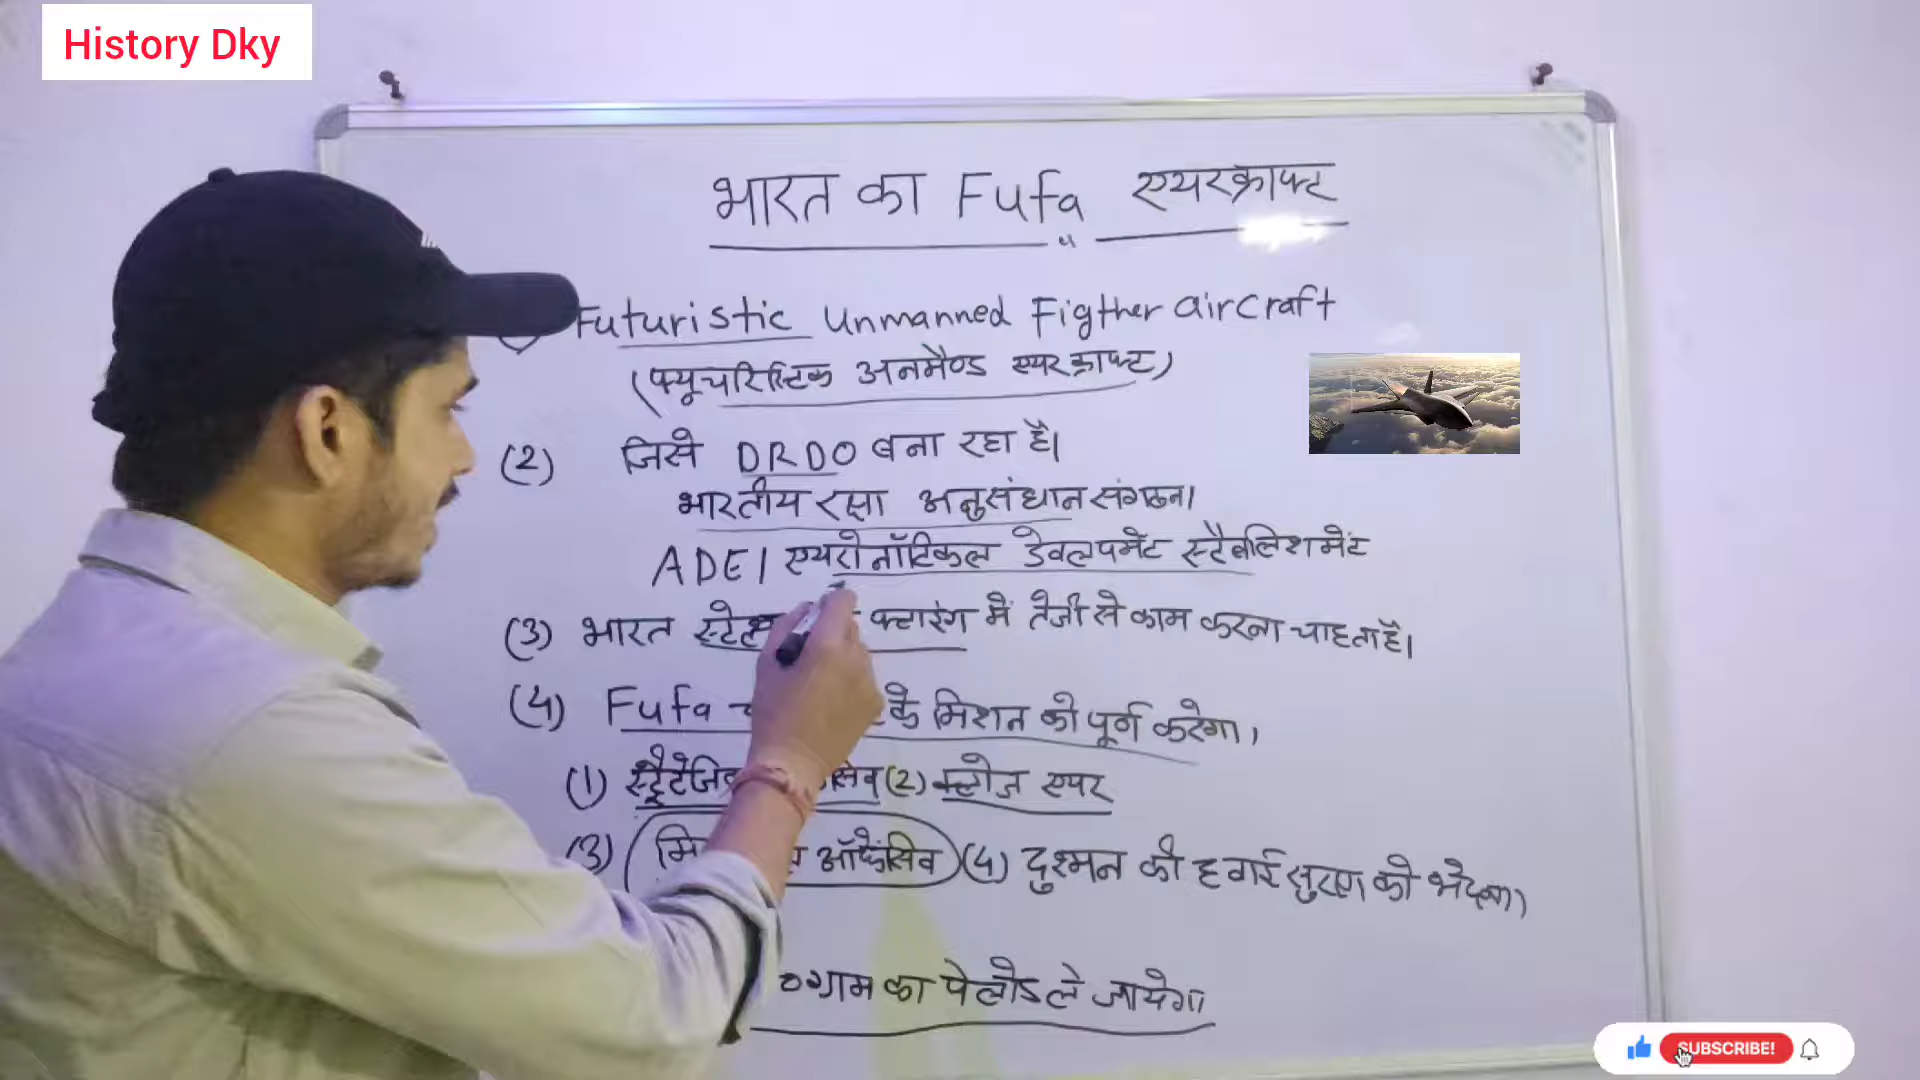 History Dky
भारत का Fufa एयरक्राफ्ट
Futuristic Unmanned Figther aircraft
(फ्यूचरिस्टिक अनमैण्ड एयर क्राफ्ट)
(2) जिसे DRDO बना रहा है।
भारतीय रक्षा अनुसंधान संगठन।
ADE। एयरोनॉटिकल डेवलपमेंट स्टैबलिशमेंट
(3) भारत फ्लाइंग में तेजी से काम करना चाहता है।
(4) Fufa के मिशन को पूर्ण करेगा।
(1) (2) क्लोज एयर
(3) ऑफेंसिव (4) दुश्मन की हवाई सुरक्षा को भेदना।
ग्राम का पेलोड ले जायेगा
SUBSCRIBE!